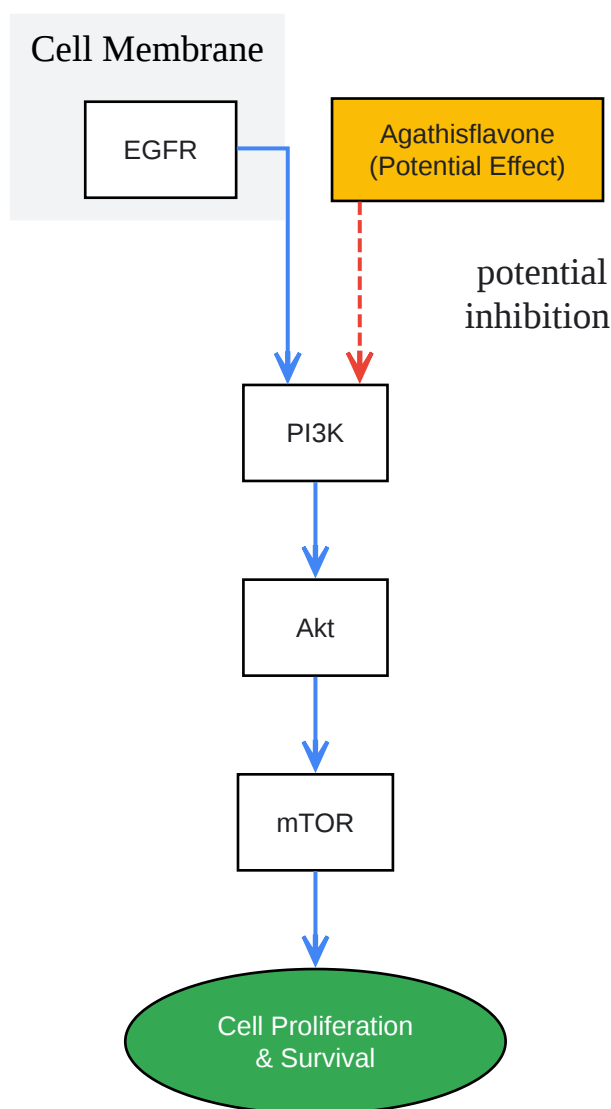 Cell Membrane
EGFR
Agathisflavone
(Potential Effect)
potential
inhibition
PI3K
Akt
mTOR
Cell Proliferation
& Survival